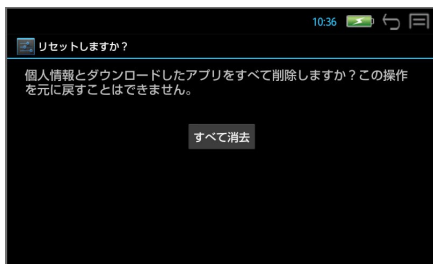 10:36
リセットしますか？
個人情報とダウンロードしたアプリをすべて削除しますか？この操作
を元に戻すことはできません。
すべて消去